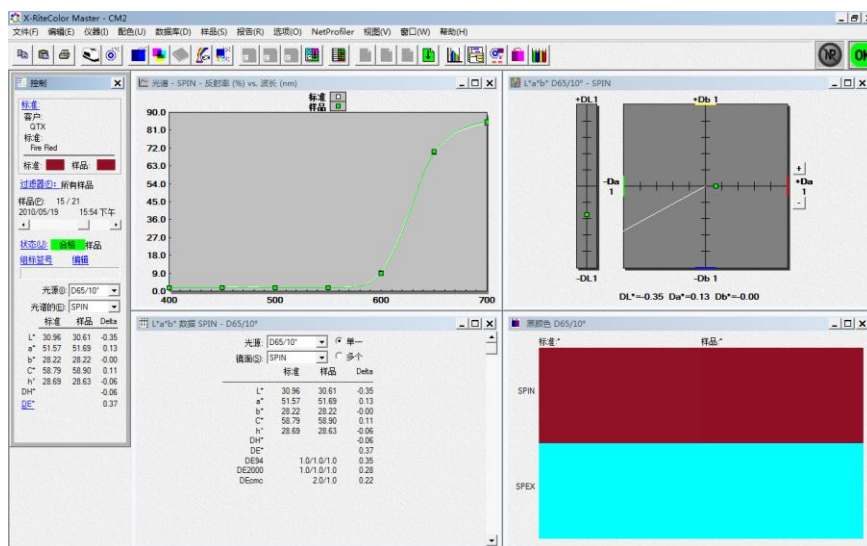 X-RiteColor Master - CM2
文件(F) 编辑(E) 仪器(I) 配色(U) 数据库(D) 样品(S) 报告(R) 选项(O) NetProfiler 视图(V) 窗口(W) 帮助(H)
NP OK
控制
标准:
客户:
QTX
标准:
Fire Red
标准: 样品:
过滤器(F): 所有样品
样品(P): 15 / 21
2010/05/19 15:54 下午
状态(U): 合格 样品
组标签号 编辑
光源(I): D65/10°
光谱的(E): SPIN
标准 样品 Delta
L* 30.96 30.61 -0.35
a* 51.57 51.69 0.13
b* 28.22 28.22 -0.00
C* 58.79 58.90 0.11
h° 28.69 28.63 -0.06
DH* -0.06
DE* 0.37
光谱 - SPIN - 反射率 (%) vs. 波长 (nm)
标准
样品
90.0
81.0
72.0
63.0
54.0
45.0
36.0
27.0
18.0
9.0
0.0
400 500 600 700
L*a*b* D65/10° - SPIN
+DL1 +Db 1
-Da 1 +Da 1
+
-
-DL1 -Db 1
DL*=-0.35 Da*=0.13 Db*=-0.00
L*a*b* 数据 SPIN - D65/10°
光源: D65/10° 单一
镜面(S): SPIN 多个
标准 样品 Delta
L* 30.96 30.61 -0.35
a* 51.57 51.69 0.13
b* 28.22 28.22 -0.00
C* 58.79 58.90 0.11
h° 28.69 28.63 -0.06
DH* -0.06
DE* 0.37
DE94 1.0/1.0/1.0 0.35
DE2000 1.0/1.0/1.0 0.28
DEcmc 2.0/1.0 0.22
黑颜色 D65/10°
标准:* 样品:*
SPIN
SPEX